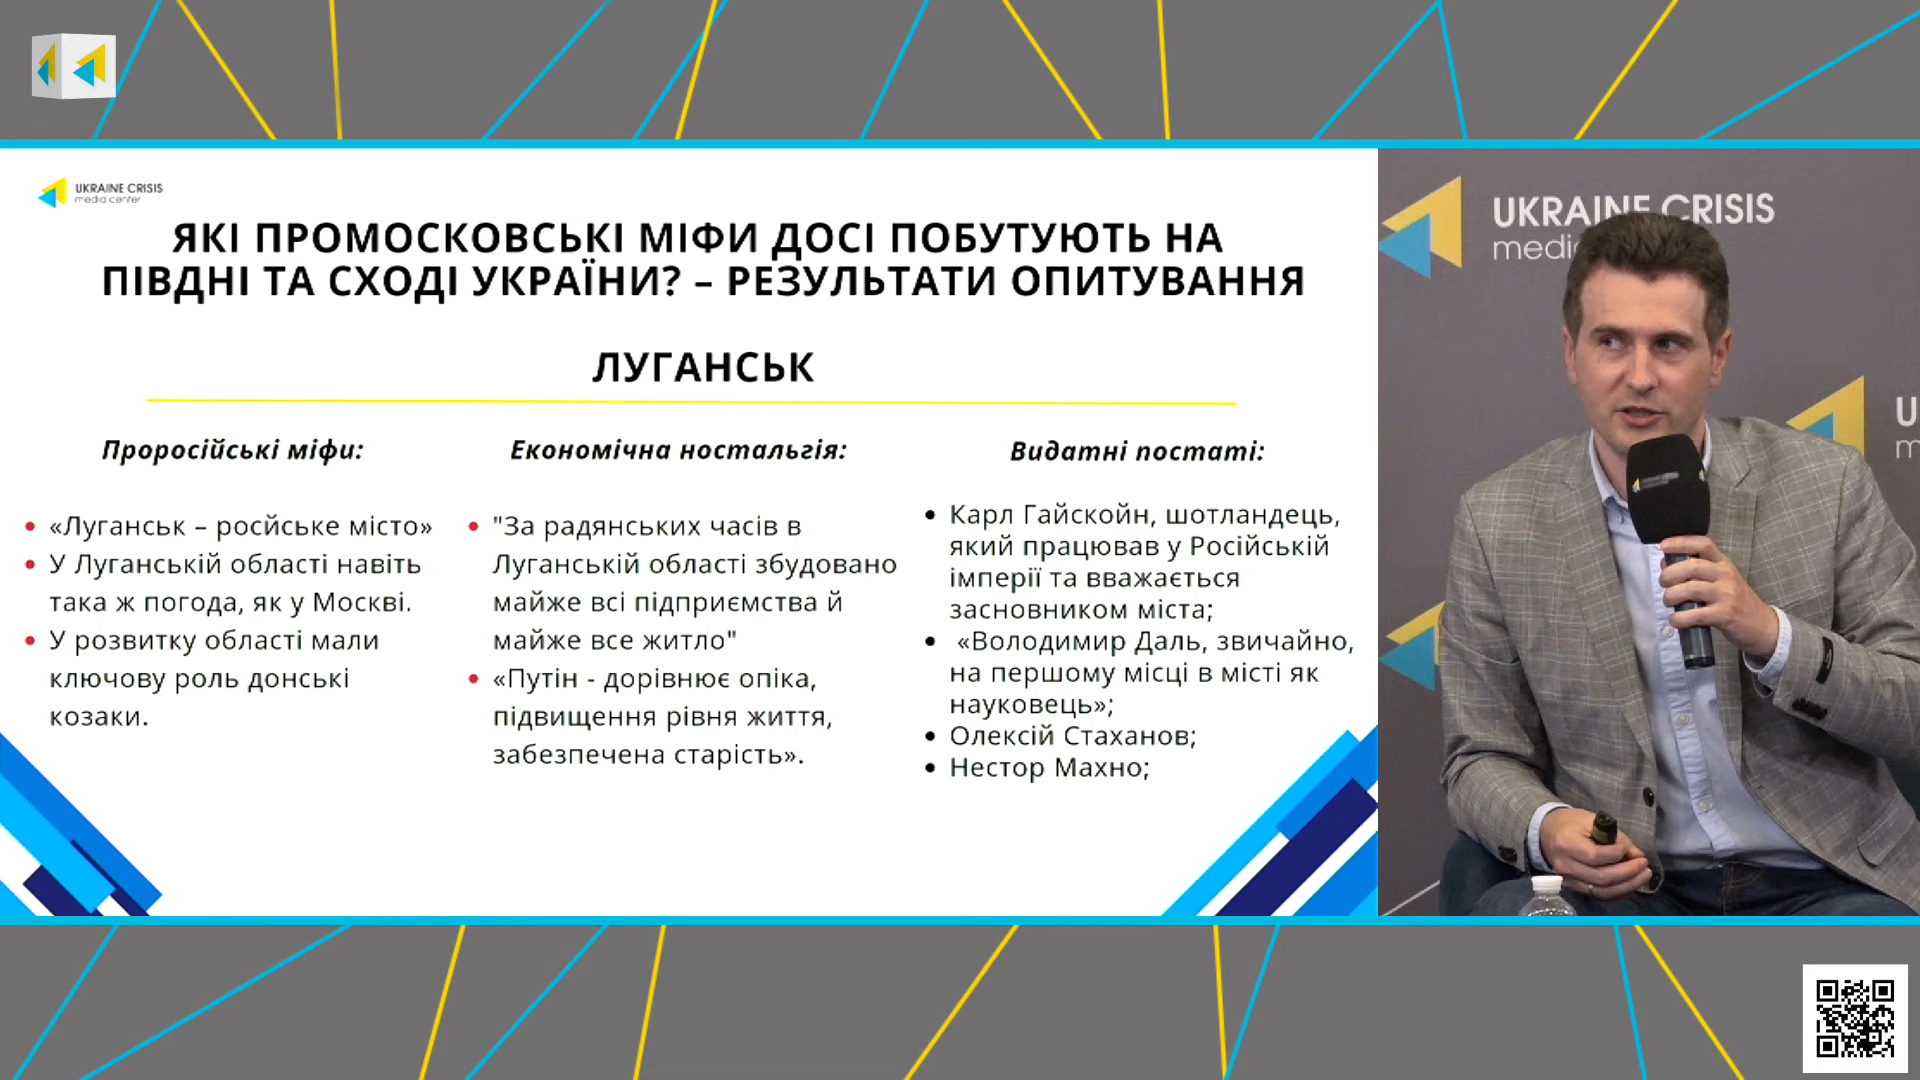 UKRAINE CRISIS
media center
ЯКІ ПРОМОСКОВСЬКІ МІФИ ДОСІ ПОБУТУЮТЬ НА
ПІВДНІ ТА СХОДІ УКРАЇНИ? – РЕЗУЛЬТАТИ ОПИТУВАННЯ
ЛУГАНСЬК
Проросійські міфи:
«Луганськ – росйське місто»
У Луганській області навіть
така ж погода, як у Москві.
У розвитку області мали
ключову роль донські
козаки.
Економічна ностальгія:
"За радянських часів в
Луганській області збудовано
майже всі підприємства й
майже все житло"
«Путін - дорівнює опіка,
підвищення рівня життя,
забезпечена старість».
Видатні постаті:
Карл Гайскойн, шотландець,
який працював у Російській
імперії та вважається
засновником міста;
«Володимир Даль, звичайно,
на першому місці в місті як
науковець»;
Олексій Стаханов;
Нестор Махно;
UKRAINE CRISIS